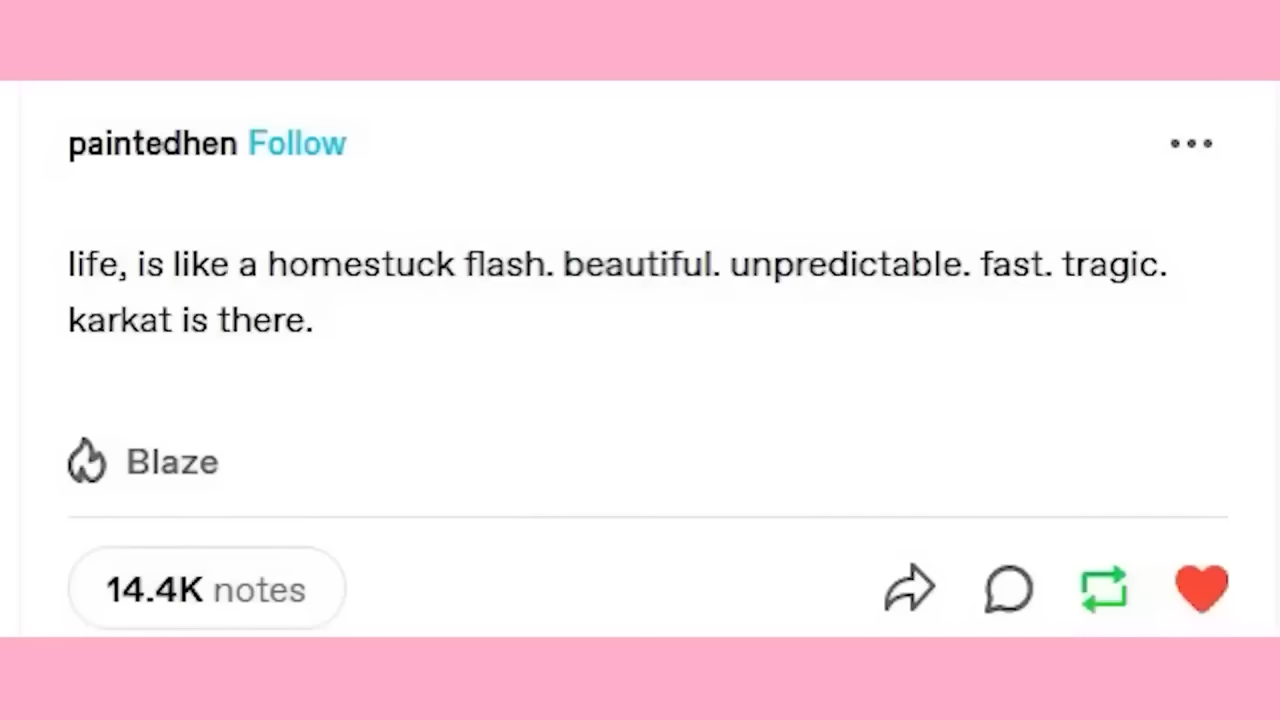 paintedhen Follow
life, is like a homestuck flash. beautiful. unpredictable. fast. tragic.
karkat is there.
Blaze
14.4K notes